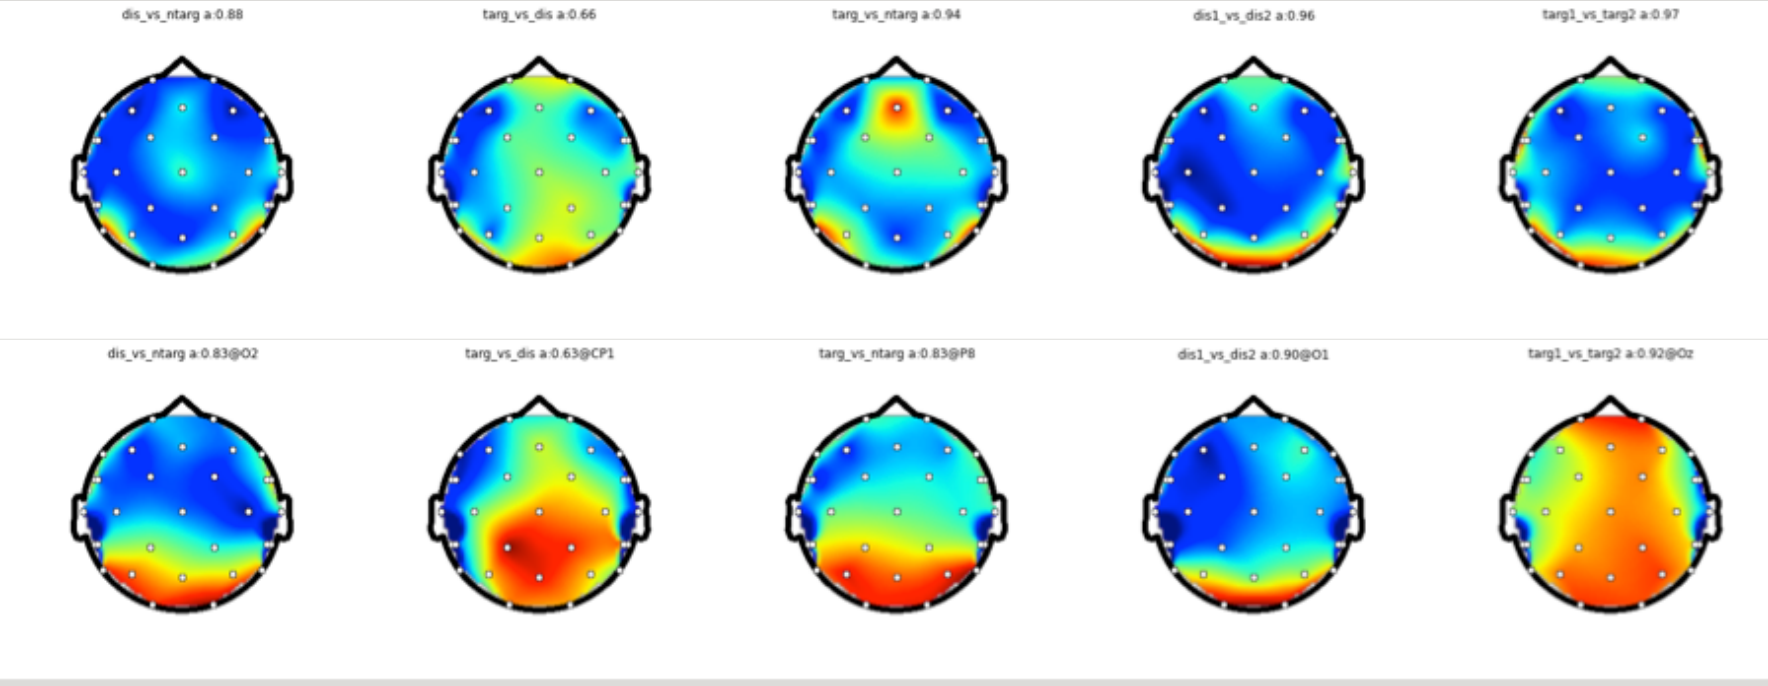 dis_vs_ntarg a:0.88
targ_vs_dis a:0.66
targ_vs_ntarg a:0.94
dis1_vs_dis2 a:0.96
targ1_vs_targ2 a:0.97
dis_vs_ntarg a:0.83@O2
targ_vs_dis a:0.63@CP1
targ_vs_ntarg a:0.83@P8
dis1_vs_dis2 a:0.90@O1
targ1_vs_targ2 a:0.92@Oz